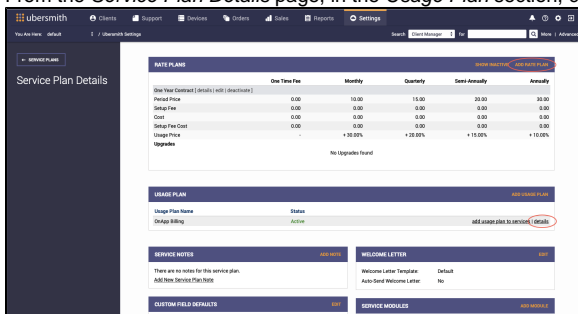 From the Service Plan Details page, in the Usage Plan section, c
ubersmith Clients Support Devices Orders Sales Reports Settings
You Are Here: default / Ubersmith Settings Search Client Manager for More | Advanced
← SERVICE PLANS
Service Plan Details
RATE PLANS SHOW INACTIVE ADD RATE PLAN
One Time Fee Monthly Quarterly Semi-Annually Annually
One Year Contract [ details | edit | deactivate ]
Period Price 0.00 10.00 15.00 20.00 30.00
Setup Fee 0.00 0.00 0.00 0.00 0.00
Cost 0.00 0.00 0.00 0.00 0.00
Setup Fee Cost 0.00 0.00 0.00 0.00 0.00
Usage Price - + 30.00% + 20.00% + 15.00% + 10.00%
Upgrades
No Upgrades found
USAGE PLAN ADD USAGE PLAN
Usage Plan Name Status
OnApp Billing Active add usage plan to services | details
SERVICE NOTES ADD NOTE
There are no notes for this service plan.
Add New Service Plan Note
WELCOME LETTER EDIT
Welcome Letter Template: Default
Auto-Send Welcome Letter: No
CUSTOM FIELD DEFAULTS EDIT
SERVICE MODULES ADD MODULE